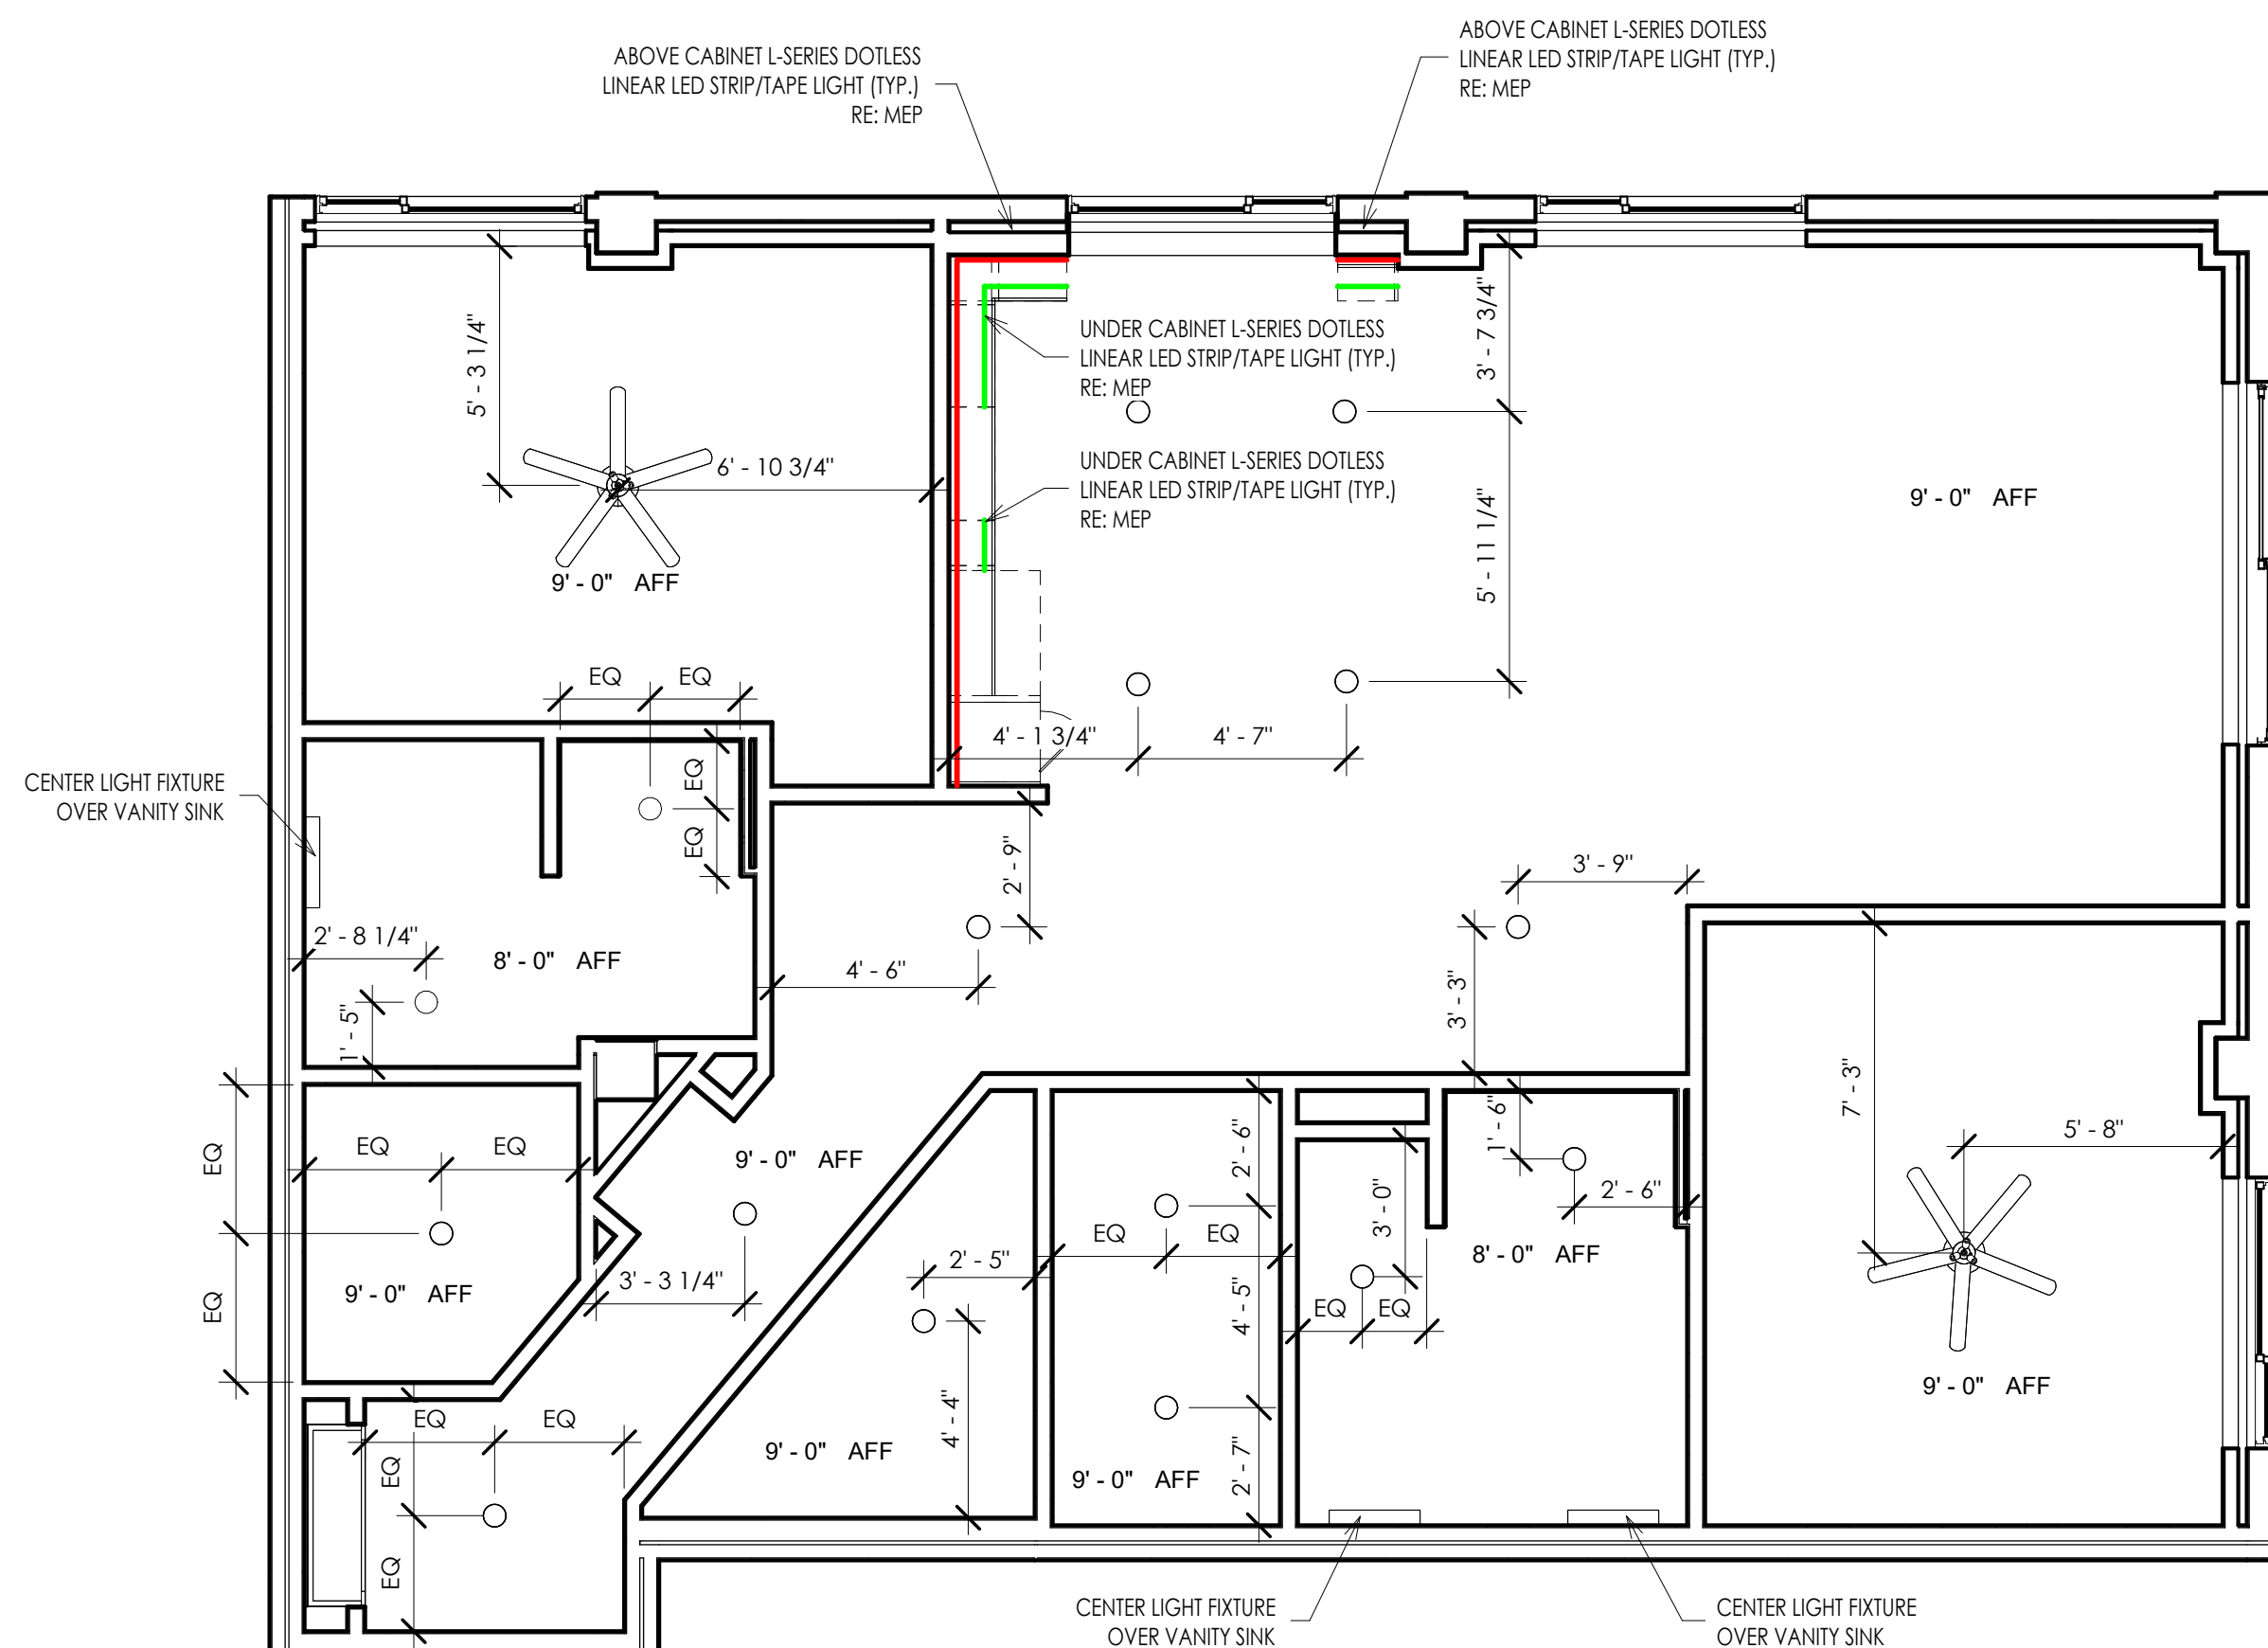 ABOVE CABINET L-SERIES DOTLESS
LINEAR LED STRIP/TAPE LIGHT (TYP.)
RE: MEP
ABOVE CABINET L-SERIES DOTLESS
LINEAR LED STRIP/TAPE LIGHT (TYP.)
RE: MEP
5' - 3 1/4"
6' - 10 3/4"
9' - 0" AFF
UNDER CABINET L-SERIES DOTLESS
LINEAR LED STRIP/TAPE LIGHT (TYP.)
RE: MEP
UNDER CABINET L-SERIES DOTLESS
LINEAR LED STRIP/TAPE LIGHT (TYP.)
RE: MEP
3' - 7 3/4"
5' - 11 1/4"
9' - 0" AFF
EQ
EQ
EQ
EQ
4' - 1 3/4"
4' - 7"
CENTER LIGHT FIXTURE
OVER VANITY SINK
2' - 9"
3' - 9"
2' - 8 1/4"
8' - 0" AFF
4' - 6"
3' - 3"
1' - 5"
7' - 3"
5' - 8"
EQ
EQ
EQ
EQ
9' - 0" AFF
9' - 0" AFF
3' - 3 1/4"
2' - 5"
4' - 4"
9' - 0" AFF
2' - 6"
EQ
EQ
4' - 5"
2' - 7"
9' - 0" AFF
1' - 6"
3' - 0"
2' - 6"
8' - 0" AFF
EQ
EQ
9' - 0" AFF
EQ
EQ
EQ
EQ
CENTER LIGHT FIXTURE
OVER VANITY SINK
CENTER LIGHT FIXTURE
OVER VANITY SINK